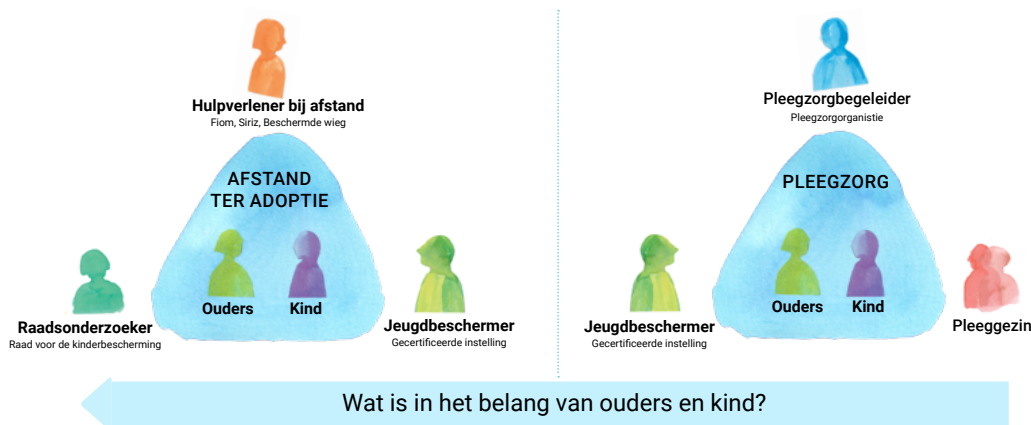 Hulpverlener bij afstand
Fiom, Siriz, Beschermde wieg
AFSTAND
TER ADOPTIE
Ouders
Kind
Raadsonderzoeker
Raad voor de kinderbescherming
Jeugdbeschermer
Gecertificeerde instelling
Pleegzorgbegeleider
Pleegzorgorganistie
PLEEGZORG
Ouders
Kind
Jeugdbeschermer
Gecertificeerde instelling
Pleeggezin
Wat is in het belang van ouders en kind?